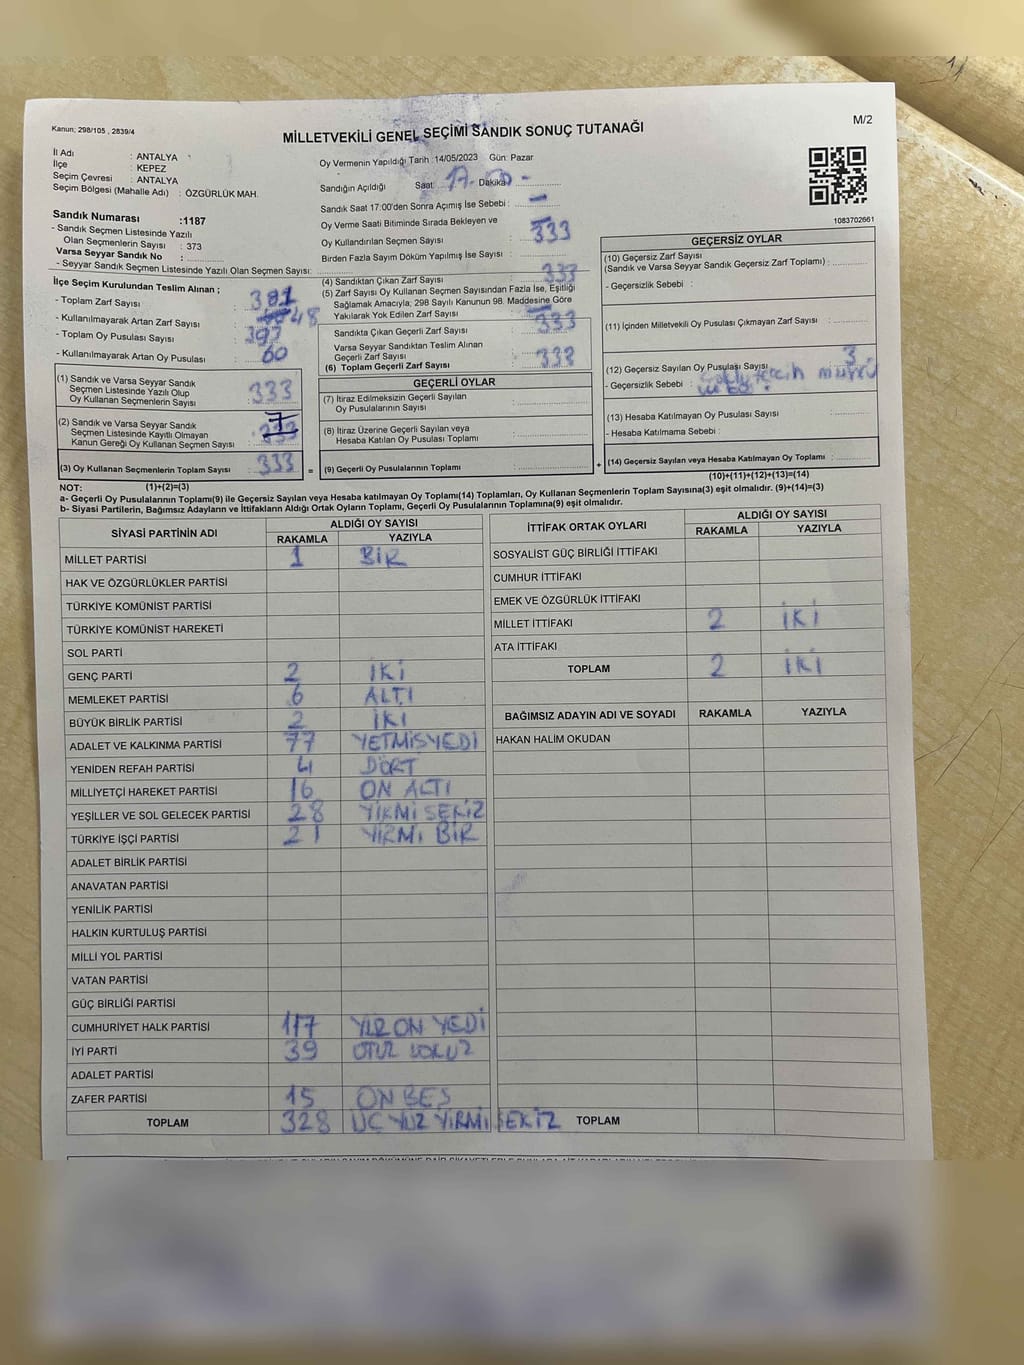 Kanun; 298/105 , 2839/4
M/2
MİLLETVEKİLİ GENEL SEÇİMİ SANDIK SONUÇ TUTANAĞI
İl Adı : ANTALYA
İlçe : KEPEZ
Seçim Çevresi : ANTALYA
Seçim Bölgesi (Mahalle Adı) : ÖZGÜRLÜK MAH.
Sandık Numarası :1187
- Sandık Seçmen Listesinde Yazılı
Olan Seçmenlerin Sayısı : 373
Varsa Seyyar Sandık No :
- Seyyar Sandık Seçmen Listesinde Yazılı Olan Seçmen Sayısı:
Oy Vermenin Yapıldığı Tarih :14/05/2023 Gün: Pazar
Sandığın Açıldığı Saat: 17 Dakika
Sandık Saat 17:00'den Sonra Açımış İse Sebebi : -
Oy Verme Saati Bitiminde Sırada Bekleyen ve
Oy Kullandırılan Seçmen Sayısı : 333
Birden Fazla Sayım Döküm Yapılmış İse Sayısı :
1083702661
İlçe Seçim Kurulundan Teslim Alınan ;
- Toplam Zarf Sayısı :
- Kullanılmayarak Artan Zarf Sayısı : 48
- Toplam Oy Pusulası Sayısı : 393
- Kullanılmayarak Artan Oy Pusulası : 60
(1) Sandık ve Varsa Seyyar Sandık
Seçmen Listesinde Yazılı Olup
Oy Kullanan Seçmenlerin Sayısı : 333
(2) Sandık ve Varsa Seyyar Sandık
Seçmen Listesinde Kayıtlı Olmayan
Kanun Gereği Oy Kullanan Seçmen Sayısı : 7
(3) Oy Kullanan Seçmenlerin Toplam Sayısı : 333 =
(1)+(2)=(3)
(4) Sandıktan Çıkan Zarf Sayısı : 333
(5) Zarf Sayısı Oy Kullanan Seçmen Sayısından Fazla İse, Eşitliği
Sağlamak Amacıyla; 298 Sayılı Kanunun 98. Maddesine Göre
Yakılarak Yok Edilen Zarf Sayısı : -
Sandıkta Çıkan Geçerli Zarf Sayısı : 333
Varsa Seyyar Sandıktan Teslim Alınan
Geçerli Zarf Sayısı :
(6) Toplam Geçerli Zarf Sayısı : 333
GEÇERLİ OYLAR
(7) İtiraz Edilmeksizin Geçerli Sayılan
Oy Pusulalarının Sayısı :
(8) İtiraz Üzerine Geçerli Sayılan veya
Hesaba Katılan Oy Pusulası Toplamı :
(9) Geçerli Oy Pusulalarının Toplamı : +
GEÇERSİZ OYLAR
(10) Geçersiz Zarf Sayısı
(Sandık ve Varsa Seyyar Sandık Geçersiz Zarf Toplamı) :
- Geçersizlik Sebebi :
(11) İçinden Milletvekili Oy Pusulası Çıkmayan Zarf Sayısı :
(12) Geçersiz Sayılan Oy Pusulası Sayısı : 3
- Geçersizlik Sebebi : tercih
(13) Hesaba Katılmayan Oy Pusulası Sayısı :
- Hesaba Katılmama Sebebi :
(14) Geçersiz Sayılan veya Hesaba Katılmayan Oy Toplamı :
(10)+(11)+(12)+(13)=(14)
NOT:
a- Geçerli Oy Pusulalarının Toplamı(9) ile Geçersiz Sayılan veya Hesaba katılmayan Oy Toplamı(14) Toplamları, Oy Kullanan Seçmenlerin Toplam Sayısına(3) eşit olmalıdır. (9)+(14)=(3)
b- Siyasi Partilerin, Bağımsız Adayların ve İttifakların Aldığı Ortak Oyların Toplamı, Geçerli Oy Pusulalarının Toplamına(9) eşit olmalıdır.
SİYASİ PARTİNİN ADI ALDIĞI OY SAYISI
RAKAMLA YAZIYLA
MİLLET PARTİSİ 1 BİR
HAK VE ÖZGÜRLÜKLER PARTİSİ
TÜRKİYE KOMÜNİST PARTİSİ
TÜRKİYE KOMÜNİST HAREKETİ
SOL PARTİ
GENÇ PARTİ 2 İKİ
MEMLEKET PARTİSİ 6 ALTI
BÜYÜK BİRLİK PARTİSİ 2 İKİ
ADALET VE KALKINMA PARTİSİ 77 YETMİSYEDİ
YENİDEN REFAH PARTİSİ 4 DÖRT
MİLLİYETÇİ HAREKET PARTİSİ 16 ON ALTI
YEŞİLLER VE SOL GELECEK PARTİSİ 28 YİRMİ SEKİZ
TÜRKİYE İŞÇİ PARTİSİ 21 YİRMİ BİR
ADALET BİRLİK PARTİSİ
ANAVATAN PARTİSİ
YENİLİK PARTİSİ
HALKIN KURTULUŞ PARTİSİ
MİLLİ YOL PARTİSİ
VATAN PARTİSİ
GÜÇ BİRLİĞİ PARTİSİ
CUMHURİYET HALK PARTİSİ 117 YÜZ ON YEDİ
İYİ PARTİ 39 OTUZ DOKUZ
ADALET PARTİSİ
ZAFER PARTİSİ 15 ON BES
TOPLAM 328 ÜÇ YÜZ YİRMİ SEKİZ
İTTİFAK ORTAK OYLARI ALDIĞI OY SAYISI
RAKAMLA YAZIYLA
SOSYALİST GÜÇ BİRLİĞİ İTTİFAKI
CUMHUR İTTİFAKI
EMEK VE ÖZGÜRLÜK İTTİFAKI
MİLLET İTTİFAKI 2 İKİ
ATA İTTİFAKI
TOPLAM 2 İKİ
BAĞIMSIZ ADAYIN ADI VE SOYADI RAKAMLA YAZIYLA
HAKAN HALİM OKUDAN
TOPLAM